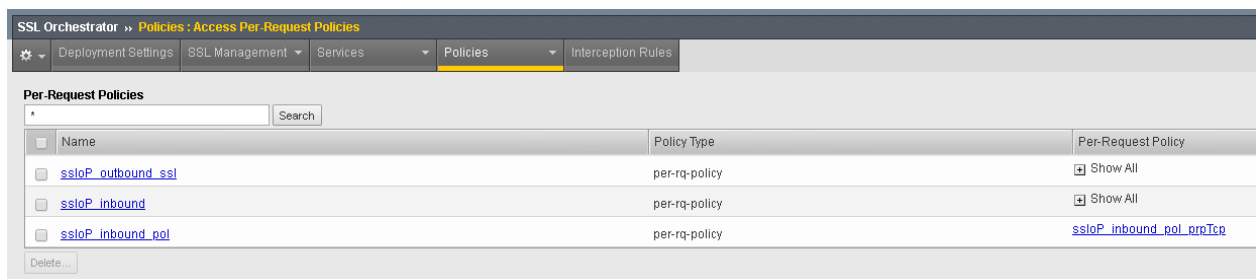 SSL Orchestrator ›› Policies : Access Per-Request Policies
Deployment Settings SSL Management Services Policies Interception Rules
Per-Request Policies
* Search
Name Policy Type Per-Request Policy
ssloP_outbound_ssl per-rq-policy Show All
ssloP_inbound per-rq-policy Show All
ssloP_inbound_pol per-rq-policy ssloP_inbound_pol_prpTcp
Delete...